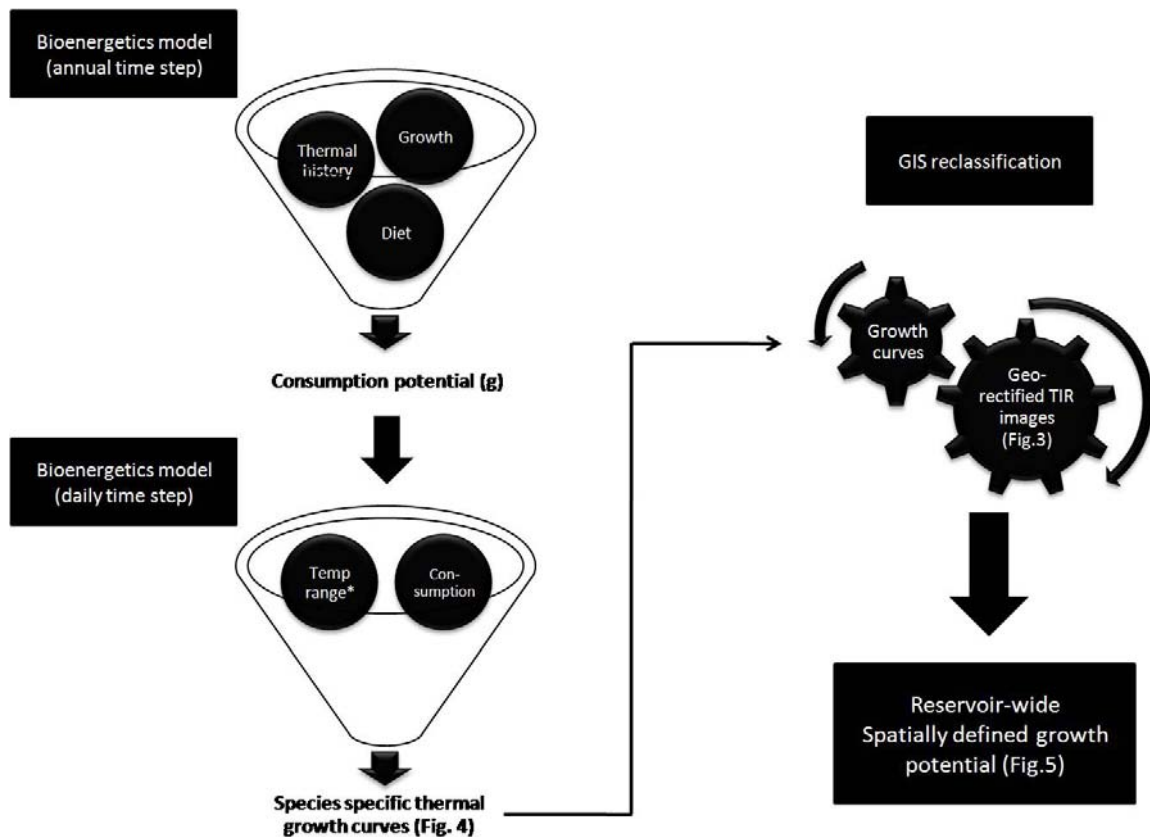 Bioenergetics model
(annual time step)
Growth
Thermal
history
Diet
Consumption potential (g)
Bioenergetics model
(daily time step)
Temp
range*
Con-
sumption
Species specific thermal
growth curves (Fig. 4)
GIS reclassification
Growth
curves
Geo-
rectified TIR
images
(Fig.3)
Reservoir-wide
Spatially defined growth
potential (Fig.5)